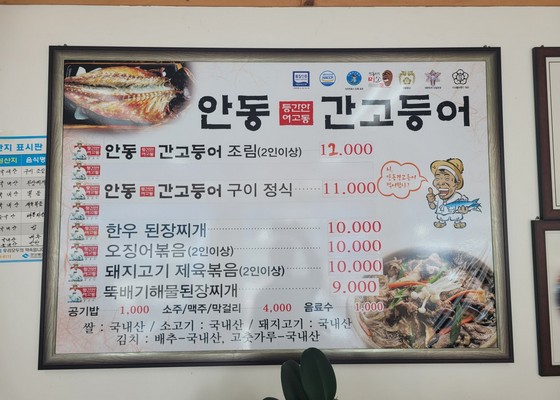 안동 간고등어
안동 간고등어 조림(2인이상) 12.000
안동 간고등어 구이 정식 11.000
한우 된장찌개 10.000
오징어볶음(2인이상) 10.000
돼지고기 제육볶음(2인이상) 10.000
뚝배기해물된장찌개 9.000
공기밥 1.000 소주/맥주/막걸리 4.000 음료수 1.000
쌀 : 국내산 / 소고기 : 국내산 / 돼지고기 : 국내산
김치 : 배추-국내산, 고춧가루-국내산